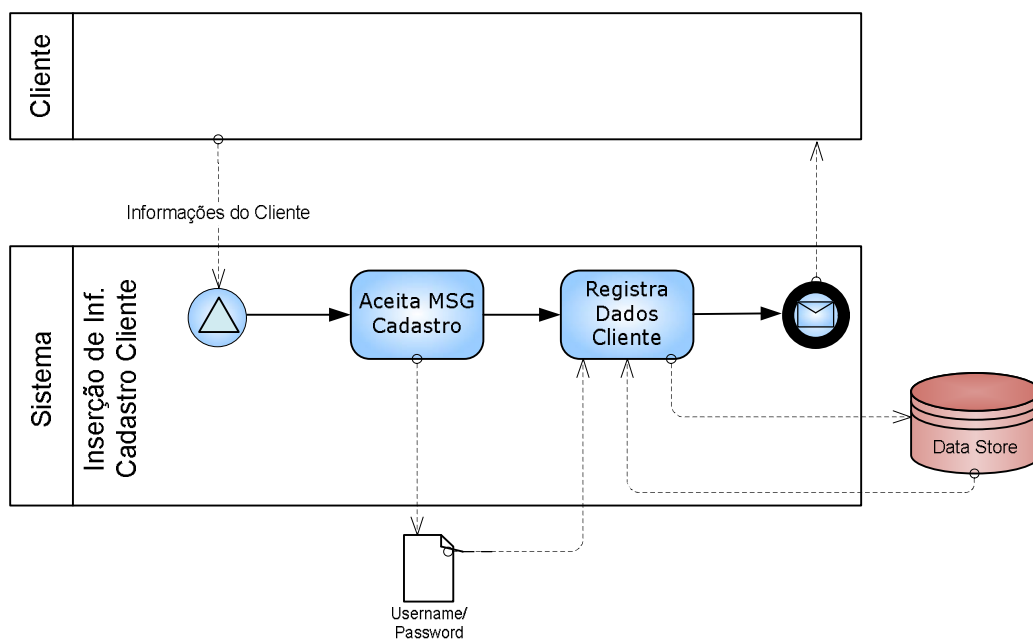 Cliente
Informações do Cliente
Sistema
Inserção de Inf.
Cadastro Cliente
Aceita MSG
Cadastro
Registra
Dados
Cliente
Data Store
Username/
Password